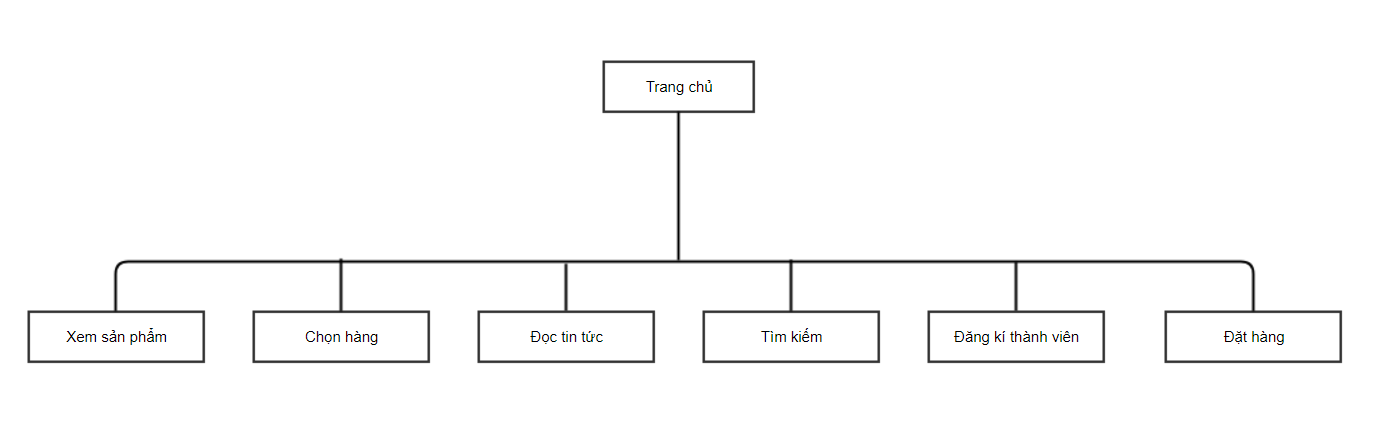 Trang chủ
Xem sản phẩm
Chọn hàng
Đọc tin tức
Tìm kiếm
Đăng kí thành viên
Đặt hàng